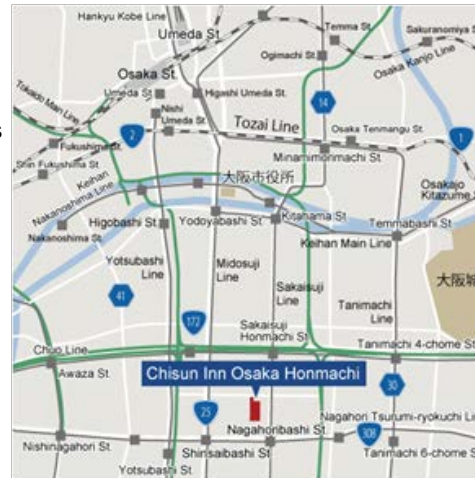 Hankyu Kobe Line
Umeda St.
Temma St.
Sakuranomiya St.
Ogimachi St.
Osaka Kanjo Line
Osaka St.
Umeda St.
Higashi Umeda St.
Tokaido Main Line
Nishi
Umeda St.
14
2
Tozai Line
Osaka Tenmangu St.
1
Fukushima St.
Minamimorimachi St.
Shin Fukushima St.
Keihan
Nakanoshima Line
大阪市役所
Osakajo
Kitazume St.
Higobashi St.
Yodoyabashi St.
Kitahama St.
Temmabashi St.
Nakanoshima St.
Keihan Main Line
Yotsubashi
Line
Midosuji
Line
Sakaisuji
Line
Tanimachi
Line
大阪城
41
172
Sakaisuji
Honmachi St.
Chuo Line
Tanimachi 4-chome St.
Awaza St.
Chisun Inn Osaka Honmachi
30
25
Nagahori Tsurumi-ryokuchi Li
308
Nishinagahori St.
Nagahoribashi St.
Shinsaibashi St.
Tanimachi 6-chome St.
Yotsubashi St.
s